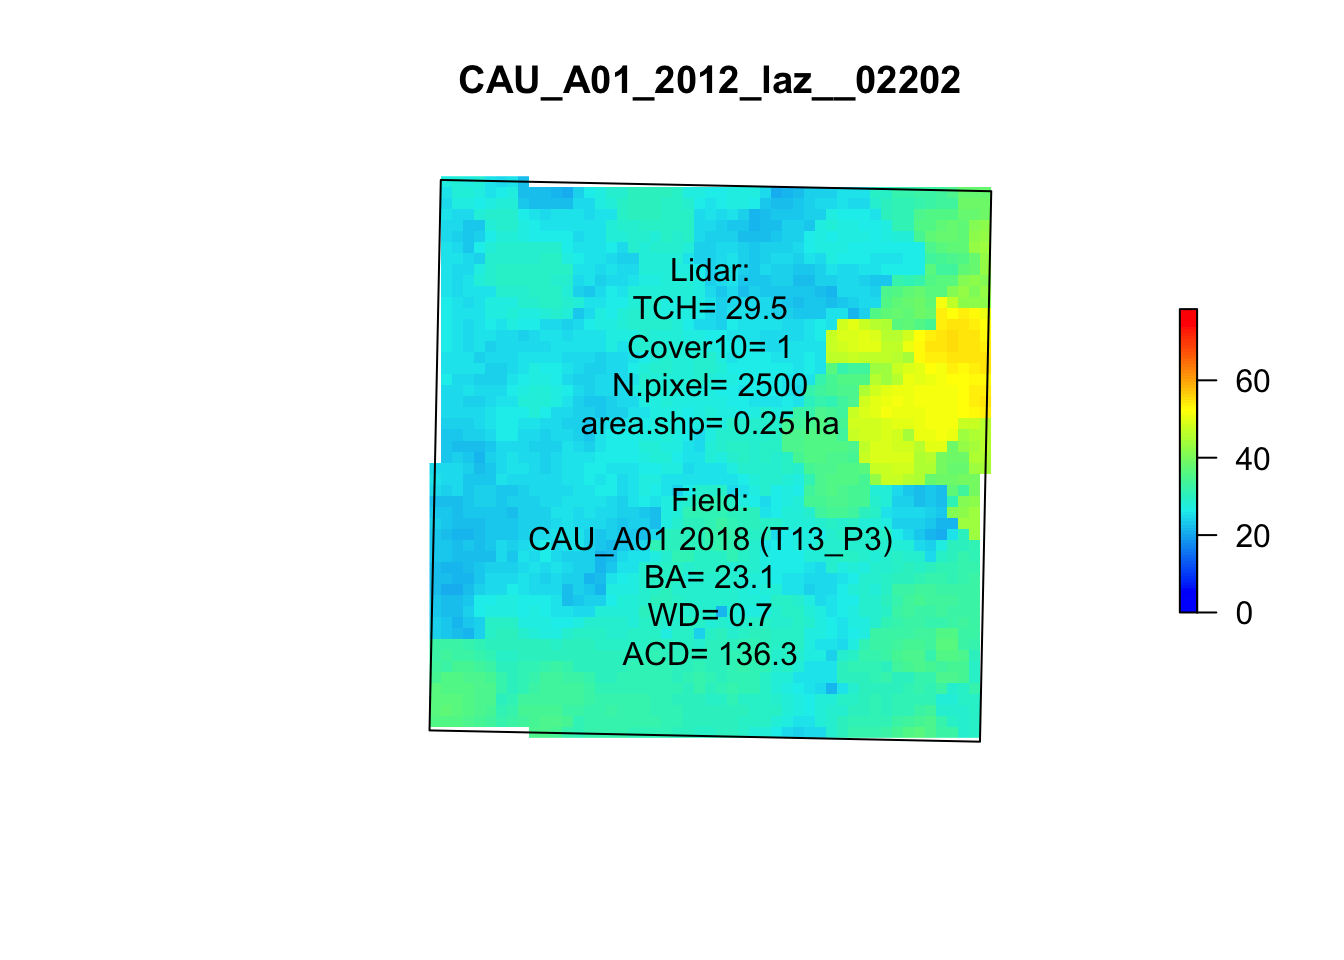 CAU_A01_2012_laz__02202
Lidar:
TCH= 29.5
Cover10= 1
N.pixel= 2500
area.shp= 0.25 ha
Field:
CAU_A01 2018 (T13_P3)
BA= 23.1
WD= 0.7
ACD= 136.3
60
40
20
0